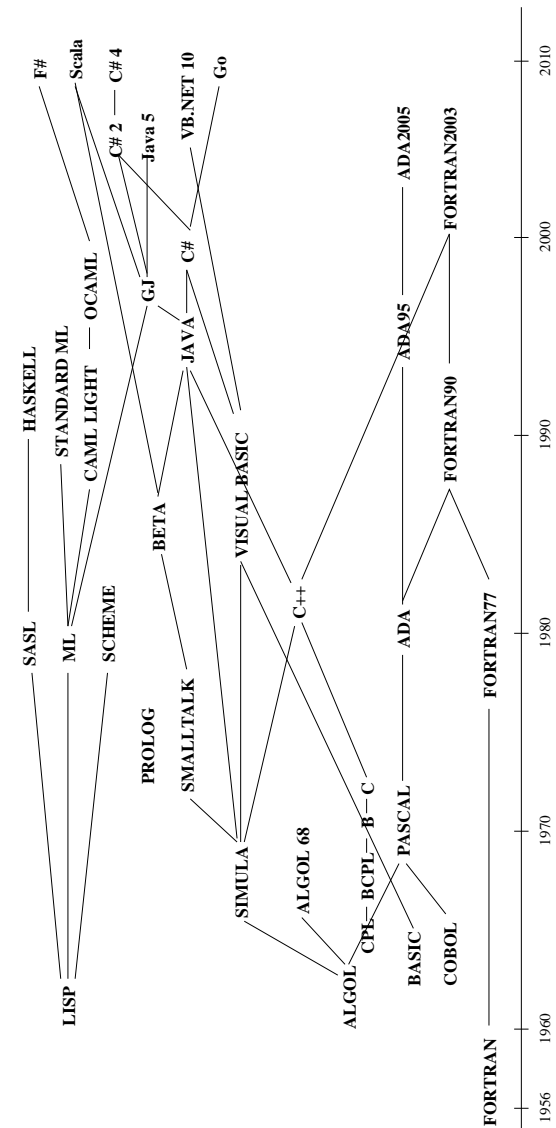 LISP
SASL
HASKELL
F#
ML
STANDARD ML
CAML LIGHT
OCAML
Scala
SCHEME
C# 2
C# 4
PROLOG
BETA
GJ
Java 5
SMALLTALK
JAVA
C#
VB.NET 10
Go
SIMULA
VISUAL BASIC
ALGOL 68
C++
ALGOL
CPL
BCPL
B
C
PASCAL
ADA
ADA95
ADA2005
BASIC
COBOL
FORTRAN90
FORTRAN2003
FORTRAN
FORTRAN77
1956
1960
1970
1980
1990
2000
2010